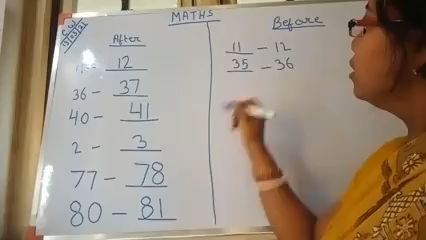 MATHS
C.W
After
12
36 - 37
40 - 41
2 - 3
77 - 78
80 - 81
Before
11 - 12
35 - 36